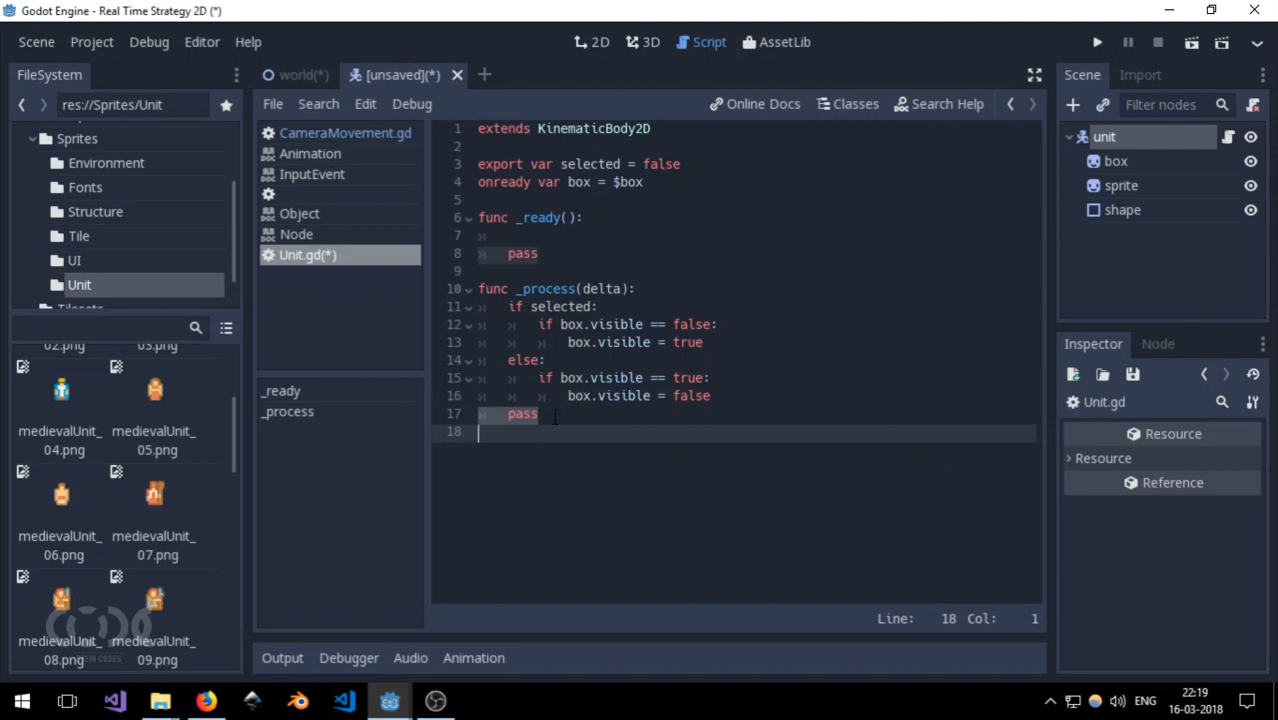 Godot Engine - Real Time Strategy 2D (*)
Scene Project Debug Editor Help
2D 3D Script AssetLib
FileSystem
world(*) [unsaved](*)
Scene Import
res://Sprites/Unit
File Search Edit Debug
Online Docs Classes Search Help
Filter nodes
Sprites
Environment
Fonts
Structure
Tile
UI
Unit
Tilesets
02.png 03.png
medievalUnit_ medievalUnit_
04.png 05.png
medievalUnit_ medievalUnit_
06.png 07.png
medievalUnit_ medievalUnit_
08.png 09.png
CameraMovement.gd
Animation
InputEvent
Object
Node
Unit.gd(*)
_ready
_process
1 extends KinematicBody2D
2
3 export var selected = false
4 onready var box = $box
5
6 func _ready():
7
8 pass
9
10 func _process(delta):
11 if selected:
12 if box.visible == false:
13 box.visible = true
14 else:
15 if box.visible == true:
16 box.visible = false
17 pass
18
Line: 18 Col: 1
Output Debugger Audio Animation
unit
box
sprite
shape
Inspector Node
Unit.gd
Resource
Resource
Reference
ENG
22:19
16-03-2018